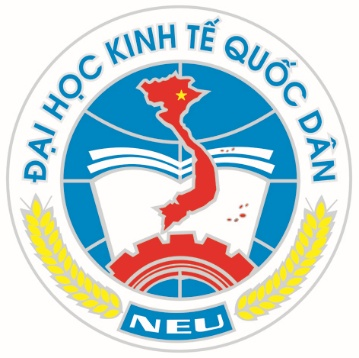 ĐẠI HỌC KINH TẾ QUỐC DÂN
NEU